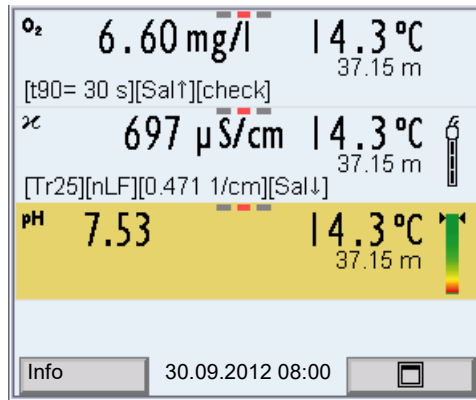 O₂ 6.60 mg/l 14.3 °C
37.15 m
[t90= 30 s][Sal↑][check]
ϰ 697 µS/cm 14.3 °C
37.15 m
[Tr25][nLF][0.471 1/cm][Sal↓]
pH 7.53 14.3 °C
37.15 m
Info 30.09.2012 08:00